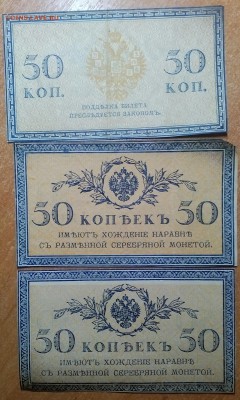 50 50
КОП. КОП.
ПОДДѢЛКА БИЛЕТА
ПРЕСЛѢДУЕТСЯ ЗАКОНОМЪ.
50 КОПѢЕКЪ 50
ИМѢЮТЪ ХОЖДЕНІЕ НАРАВНѢ
СЪ РАЗМѢННОЙ СЕРЕБРЯНОЙ МОНЕТОЙ.
50 КОПѢЕКЪ 50
ИМѢЮТЪ ХОЖДЕНІЕ НАРАВНѢ
СЪ РАЗМѢННОЙ СЕРЕБРЯНОЙ МОНЕТОЙ.